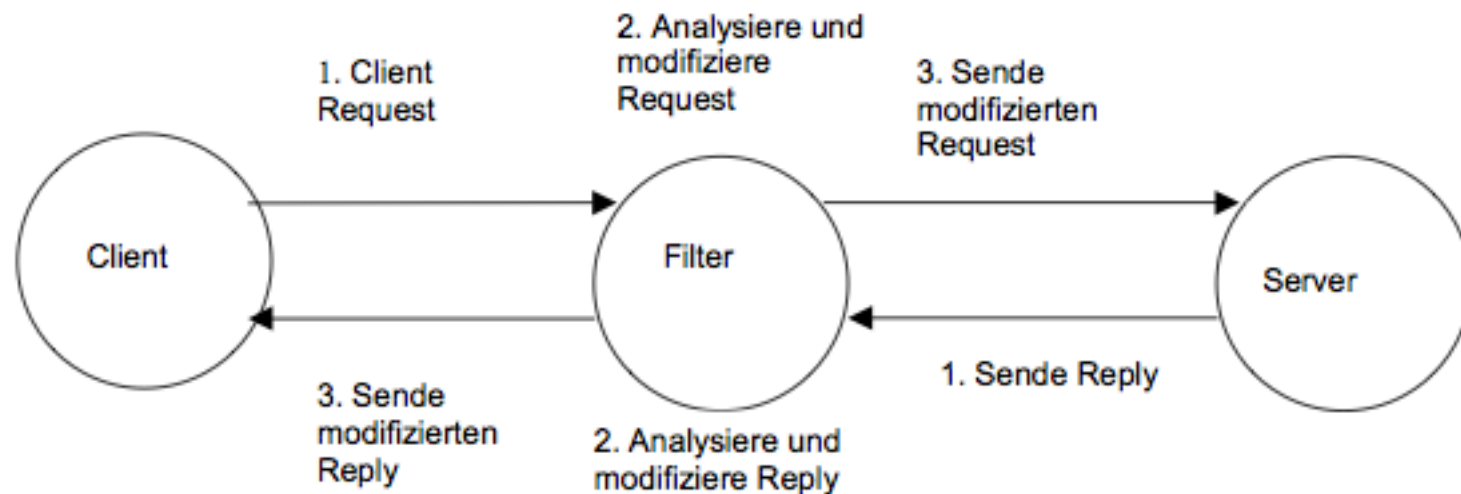 1. Client
Request
2. Analysiere und
modifiziere
Request
3. Sende
modifizierten
Request
Client
Filter
Server
3. Sende
modifizierten
Reply
2. Analysiere und
modifiziere Reply
1. Sende Reply